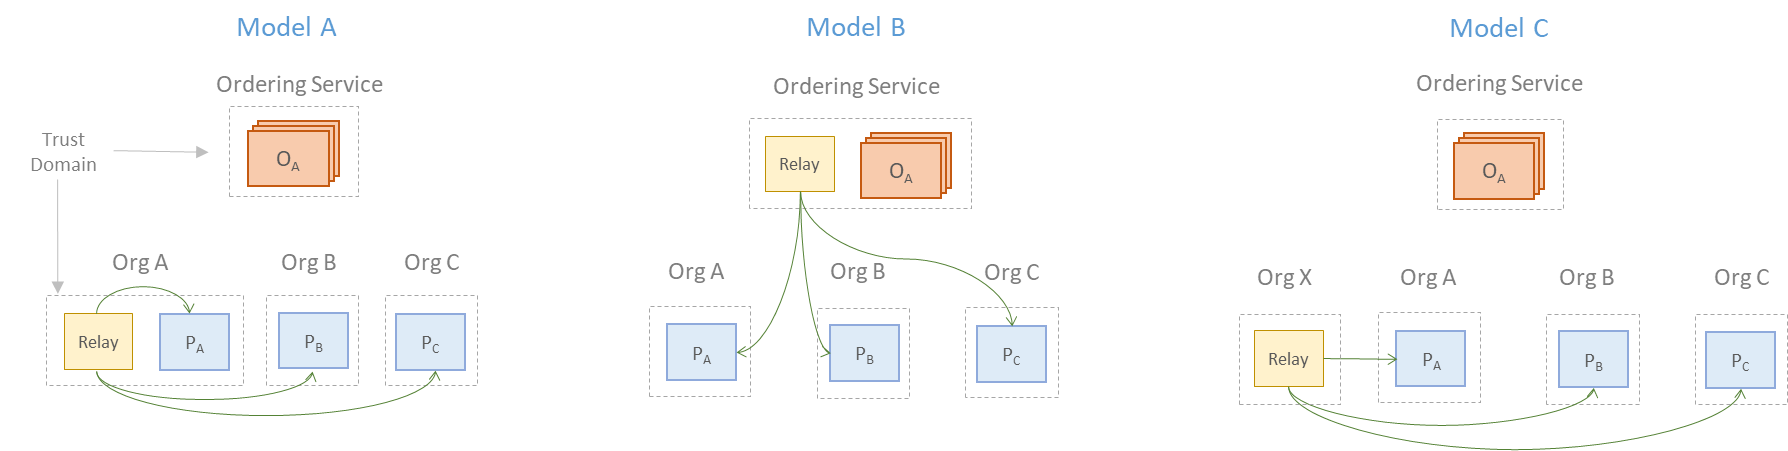 Model A
Ordering Service
O_A
Trust
Domain
Org A
Org B
Org C
Relay
P_A
P_B
P_C
Model B
Ordering Service
Relay
O_A
Org A
Org B
Org C
P_A
P_B
P_C
Model C
Ordering Service
O_A
Org X
Org A
Org B
Org C
Relay
P_A
P_B
P_C